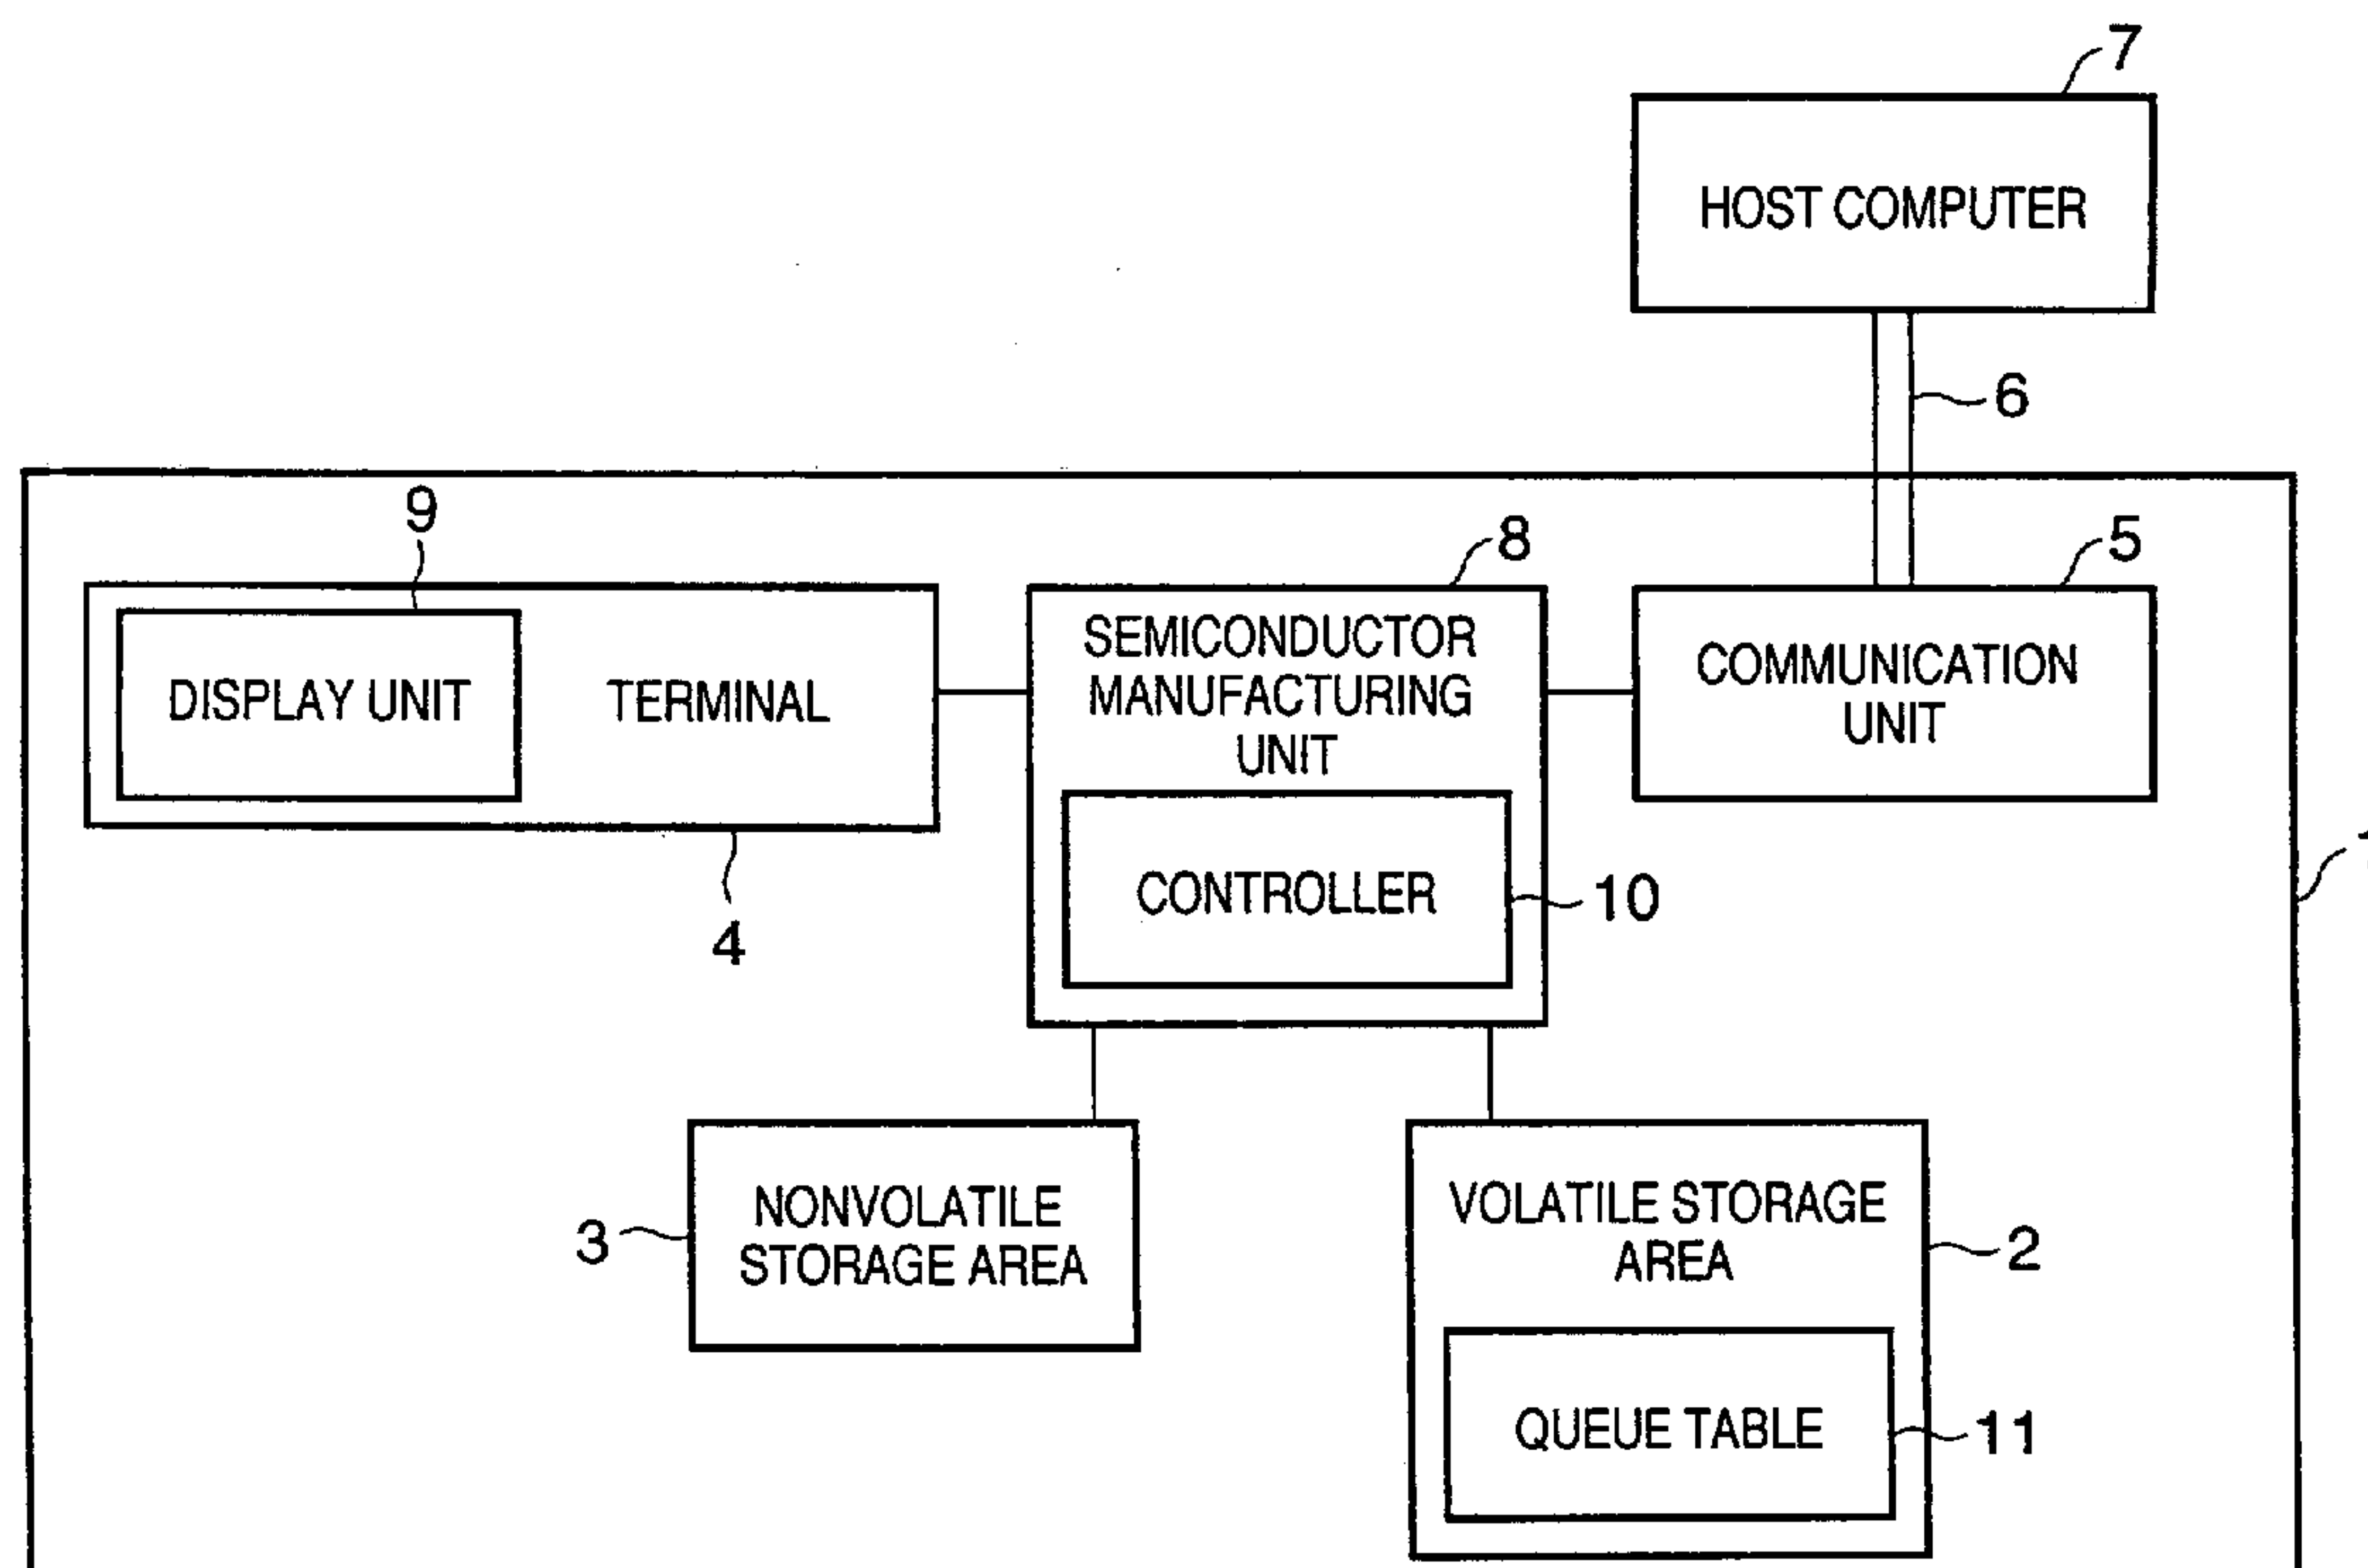 7
HOST COMPUTER
6
9
8
5
DISPLAY UNIT
TERMINAL
SEMICONDUCTOR
MANUFACTURING
UNIT
COMMUNICATION
UNIT
CONTROLLER
10
4
NONVOLATILE
STORAGE AREA
3
VOLATILE STORAGE
AREA
2
QUEUE TABLE
11